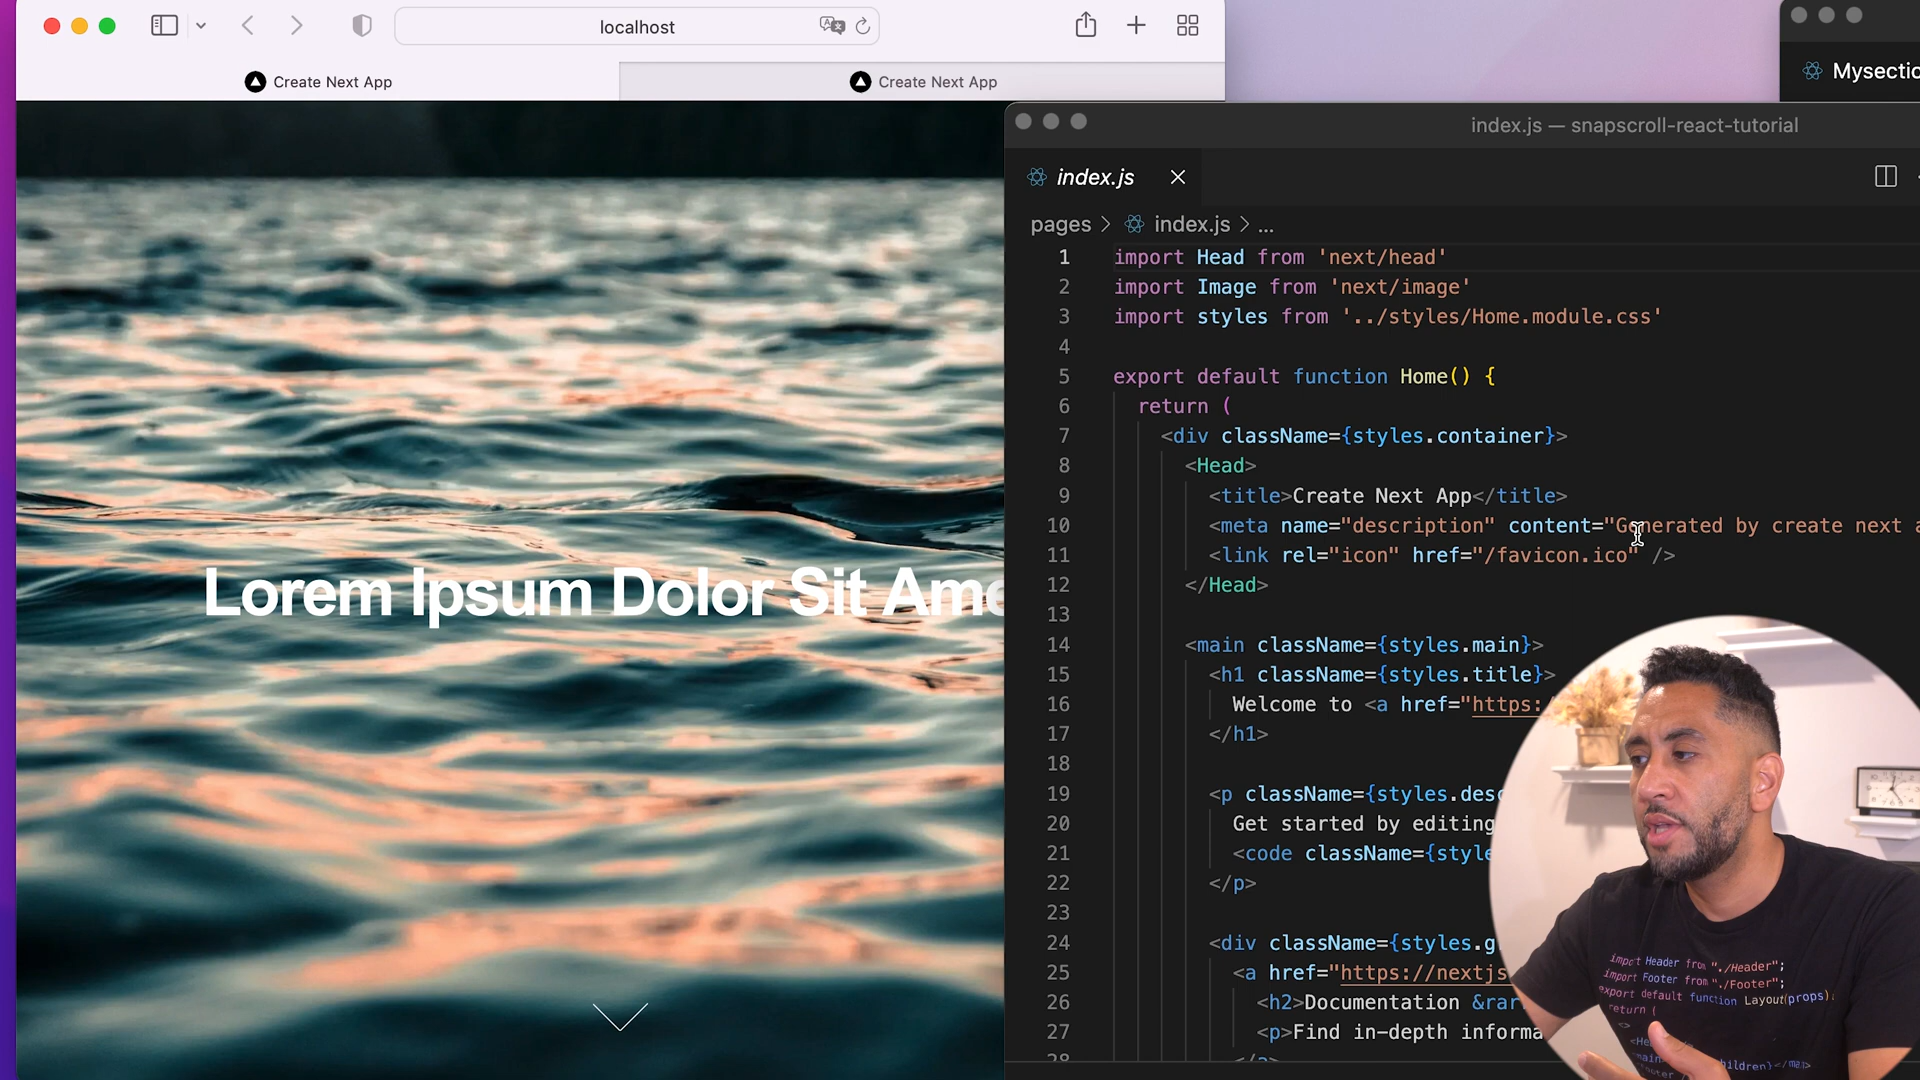 localhost
Create Next App
Create Next App
Lorem Ipsum Dolor Sit
index.js — snapscroll-react-tutorial
index.js
pages > index.js > ...
1 import Head from 'next/head'
2 import Image from 'next/image'
3 import styles from '../styles/Home.module.css'
4
5 export default function Home() {
6 return (
7 <div className={styles.container}>
8 <Head>
9 <title>Create Next App</title>
10 <meta name="description" content="Generated by create next
11 <link rel="icon" href="/favicon.ico" />
12 </Head>
13
14 <main className={styles.main}>
15 <h1 className={styles.title}>
16 Welcome to <a href="https:
17 </h1>
18
19 <p className={styles.desc
20 Get started by editing
21 <code className={style
22 </p>
23
24 <div className={styles.g
25 <a href="https://nextjs
26 <h2>Documentation &rar
27 <p>Find in-depth informa
28
import Header from "./Header";
import Footer from "./Footer";
export default function Layout(props)
return (
<>